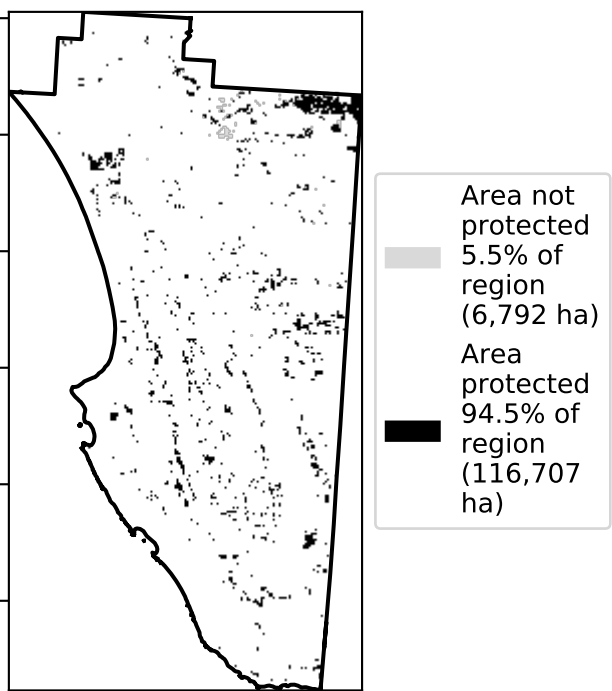 Area not
protected
5.5% of
region
(6,792 ha)
Area
protected
94.5% of
region
(116,707
ha)